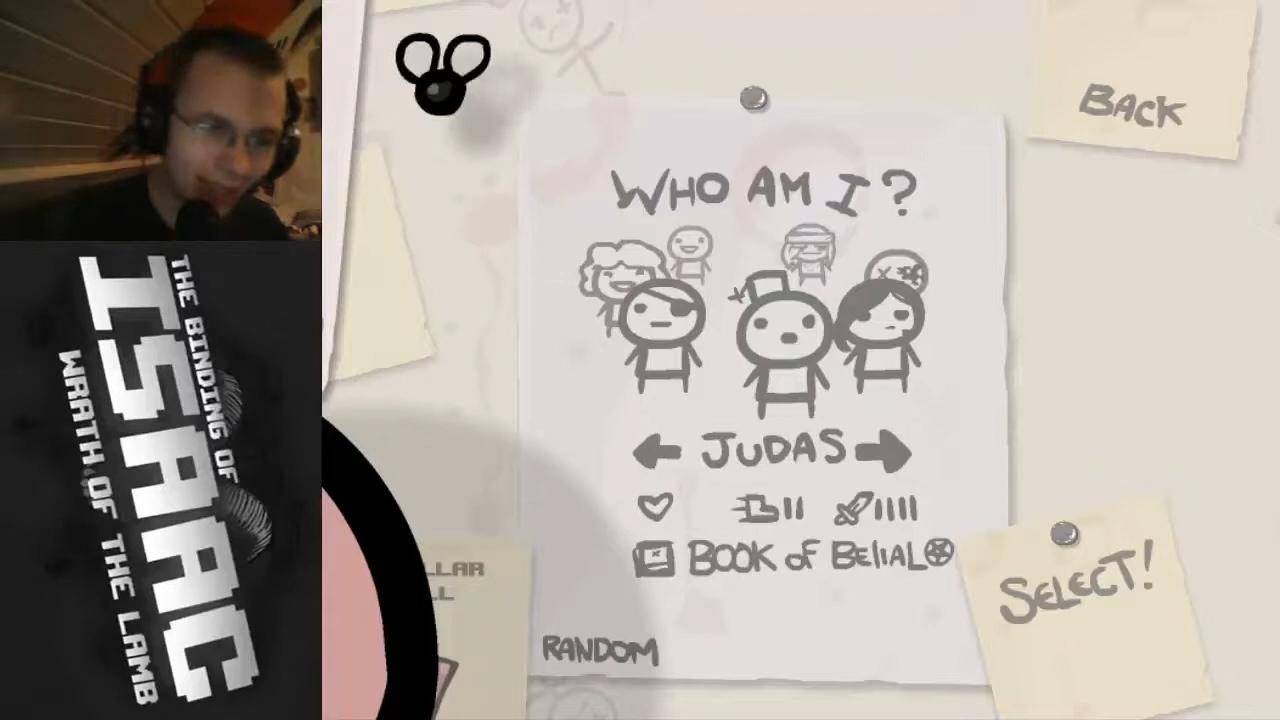 THE BINDING OF
ISAAC
WRATH OF THE LAMB
BACK
WHO AM I?
JUDAS
BOOK OF BELIAL
RANDOM
SELECT!